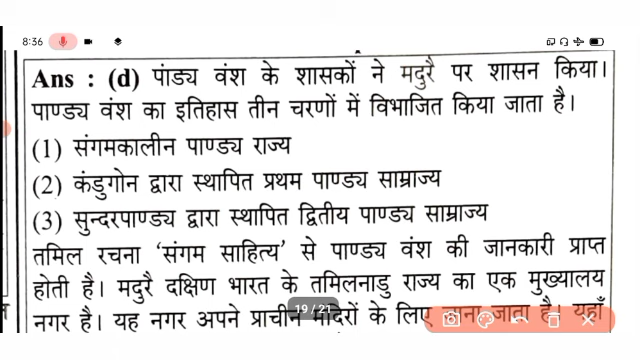 8:36
Ans : (d) पांड्य वंश के शासकों ने मदुरै पर शासन किया।
पाण्ड्य वंश का इतिहास तीन चरणों में विभाजित किया जाता है।
(1) संगमकालीन पाण्ड्य राज्य
(2) कंडुगोन द्वारा स्थापित प्रथम पाण्ड्य साम्राज्य
(3) सुन्दरपाण्ड्य द्वारा स्थापित द्वितीय पाण्ड्य साम्राज्य
तमिल रचना ‘संगम साहित्य’ से पाण्ड्य वंश की जानकारी प्राप्त
होती है। मदुरै दक्षिण भारत के तमिलनाडु राज्य का एक मुख्यालय
नगर है। यह नगर अपने प्राचीन मंदिरों के लिए जाना जाता है। यहाँ
19 / 21